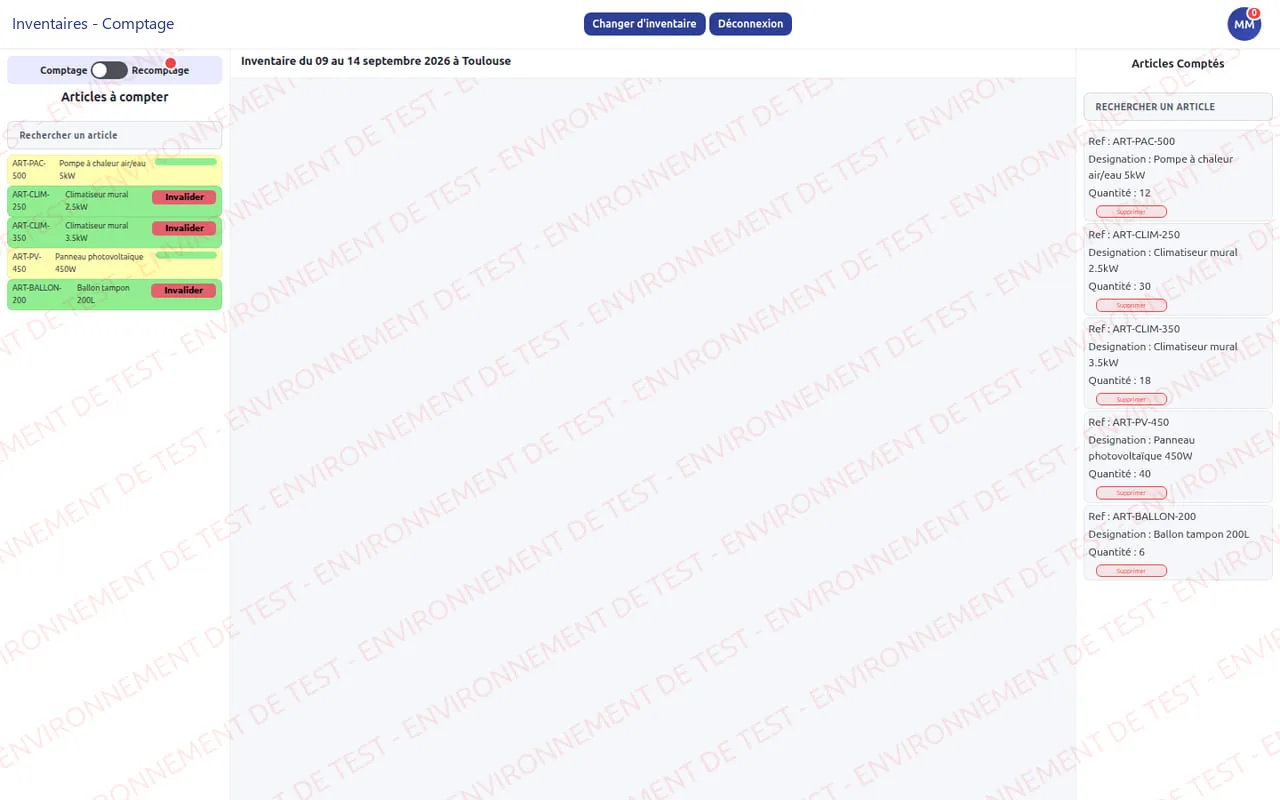 Inventaires - Comptage
Changer d'inventaire
Déconnexion
MM
0
Comptage
Recomptage
Articles à compter
Rechercher un article
ART-PAC-
500
Pompe à chaleur air/eau
5kW
ART-CLIM-
250
Climatiseur mural
2.5kW
Invalider
ART-CLIM-
350
Climatiseur mural
3.5kW
Invalider
ART-PV-
450
Panneau photovoltaïque
450W
ART-BALLON-
200
Ballon tampon
200L
Invalider
Inventaire du 09 au 14 septembre 2026 à Toulouse
Articles Comptés
RECHERCHER UN ARTICLE
Ref : ART-PAC-500
Designation : Pompe à chaleur
air/eau 5kW
Quantité : 12
Supprimer
Ref : ART-CLIM-250
Designation : Climatiseur mural
2.5kW
Quantité : 30
Supprimer
Ref : ART-CLIM-350
Designation : Climatiseur mural
3.5kW
Quantité : 18
Supprimer
Ref : ART-PV-450
Designation : Panneau
photovoltaïque 450W
Quantité : 40
Supprimer
Ref : ART-BALLON-200
Designation : Ballon tampon 200L
Quantité : 6
Supprimer
ENVIRONNEMENT DE TEST - ENVIRONNEMENT DE TEST - ENVIRONNEMENT DE TEST